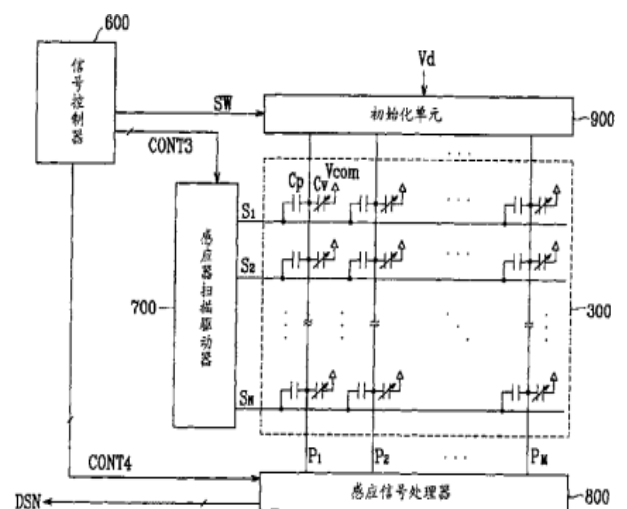 600
信号控制器
Vd
SW
初始化单元
900
CONT3
Vcom
Cp
Cv
S1
感应器扫描驱动器
S2
700
300
SN
P1
P2
PM
CONT4
感应信号处理器
800
DSN